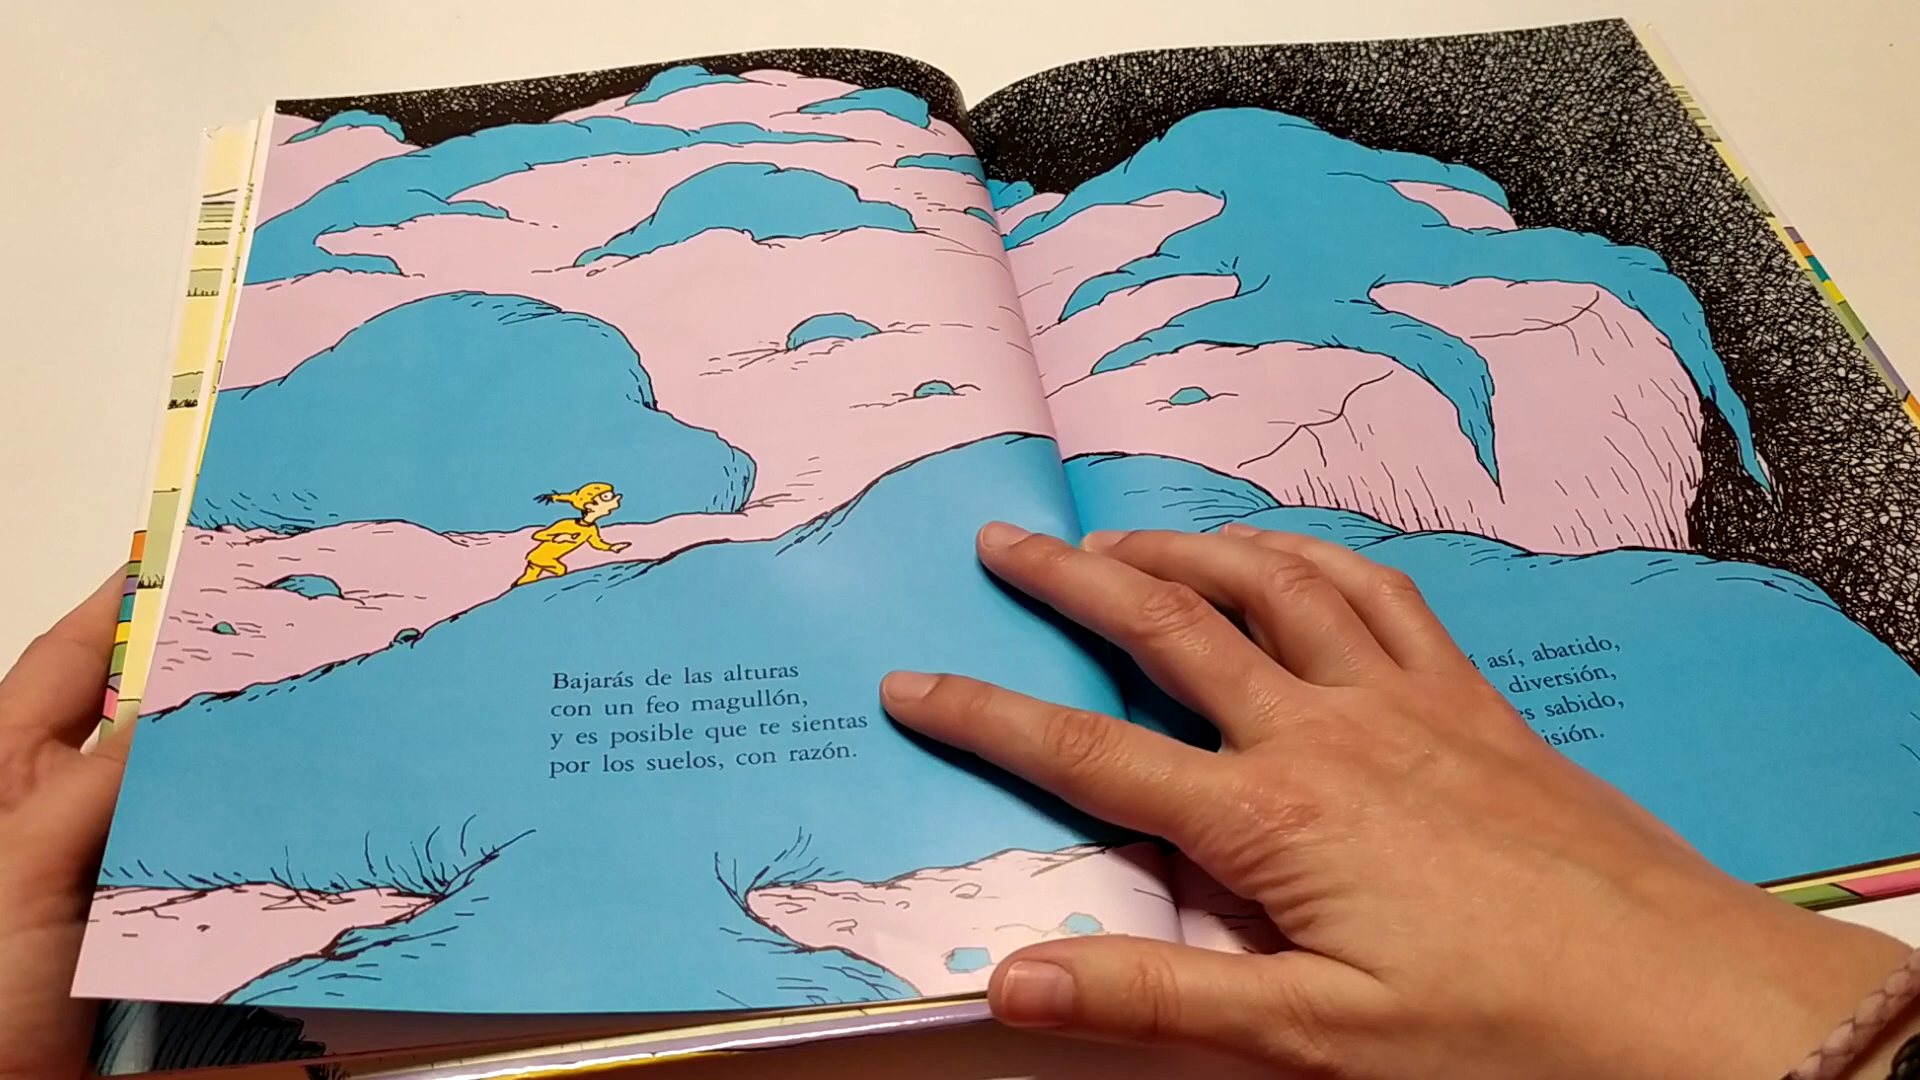 Bajarás de las alturas
con un feo magullón,
y es posible que te sientas
por los suelos, con razón.
así, abatido,
diversión,
sabido,